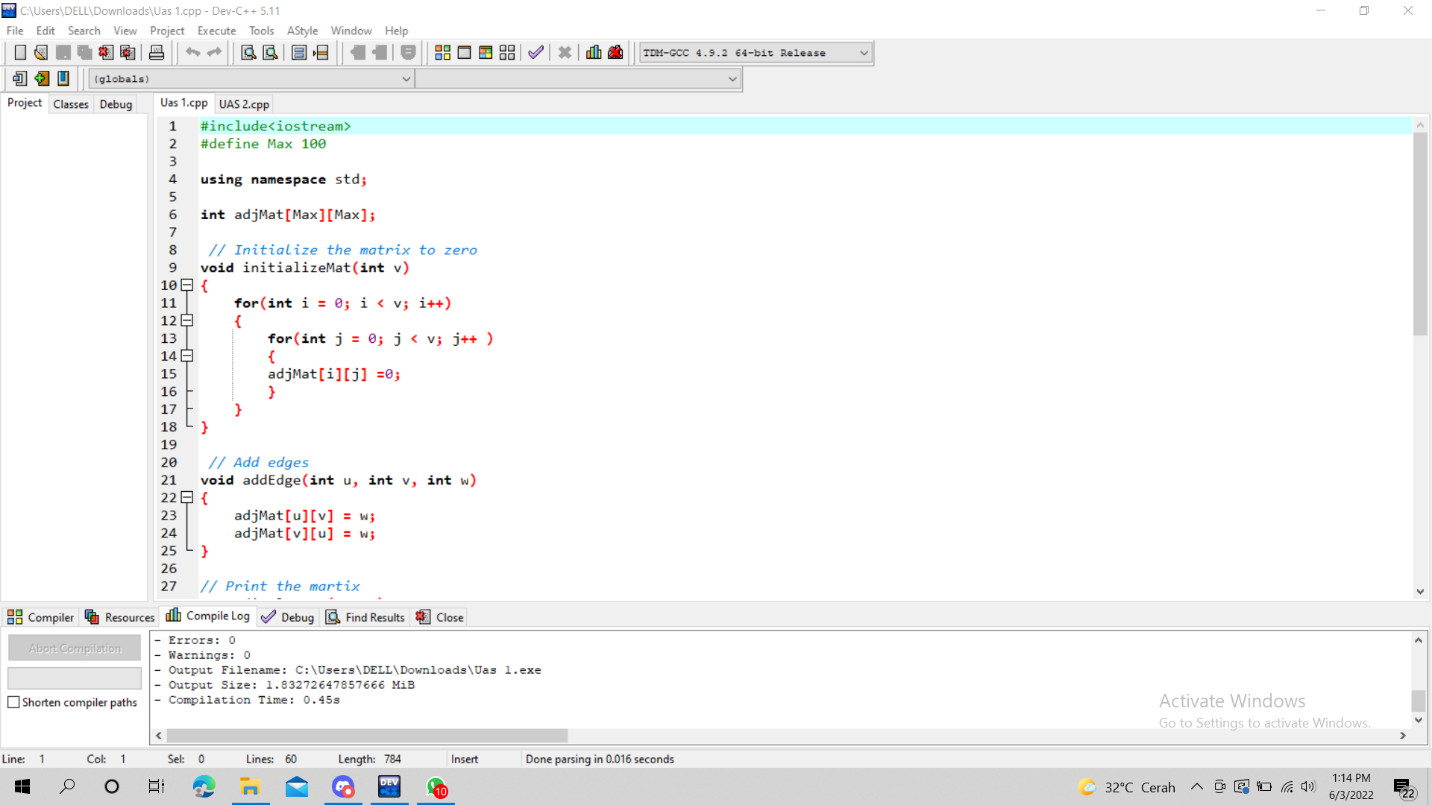 C:\Users\DELL\Downloads\Uas 1.cpp - Dev-C++ 5.11
File Edit Search View Project Execute Tools AStyle Window Help
TDM-GCC 4.9.2 64-bit Release
(globals)
Project Classes Debug
Uas 1.cpp UAS 2.cpp
1 #include<iostream>
2 #define Max 100
3
4 using namespace std;
5
6 int adjMat[Max][Max];
7
8 // Initialize the matrix to zero
9 void initializeMat(int v)
10 {
11 for(int i = 0; i < v; i++)
12 {
13 for(int j = 0; j < v; j++ )
14 {
15 adjMat[i][j] =0;
16 }
17 }
18 }
19
20 // Add edges
21 void addEdge(int u, int v, int w)
22 {
23 adjMat[u][v] = w;
24 adjMat[v][u] = w;
25 }
26
27 // Print the martix
Compiler Resources Compile Log Debug Find Results Close
Abort Compilation
Shorten compiler paths
- Errors: 0
- Warnings: 0
- Output Filename: C:\Users\DELL\Downloads\Uas 1.exe
- Output Size: 1.83272647857666 MiB
- Compilation Time: 0.45s
Activate Windows
Go to Settings to activate Windows.
Line: 1 Col: 1 Sel: 0 Lines: 60 Length: 784 Insert Done parsing in 0.016 seconds
DEV
10
32°C Cerah
1:14 PM
6/3/2022
22